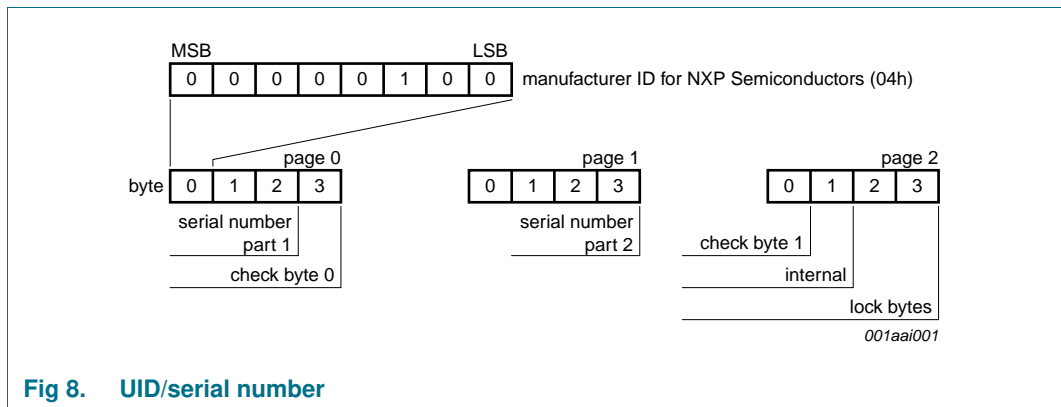 MSB LSB
0 0 0 0 0 1 0 0 manufacturer ID for NXP Semiconductors (04h)
page 0 page 1 page 2
byte 0 1 2 3 0 1 2 3 0 1 2 3
serial number
part 1
check byte 0
serial number
part 2
check byte 1
internal
lock bytes
001aai001
Fig 8. UID/serial number